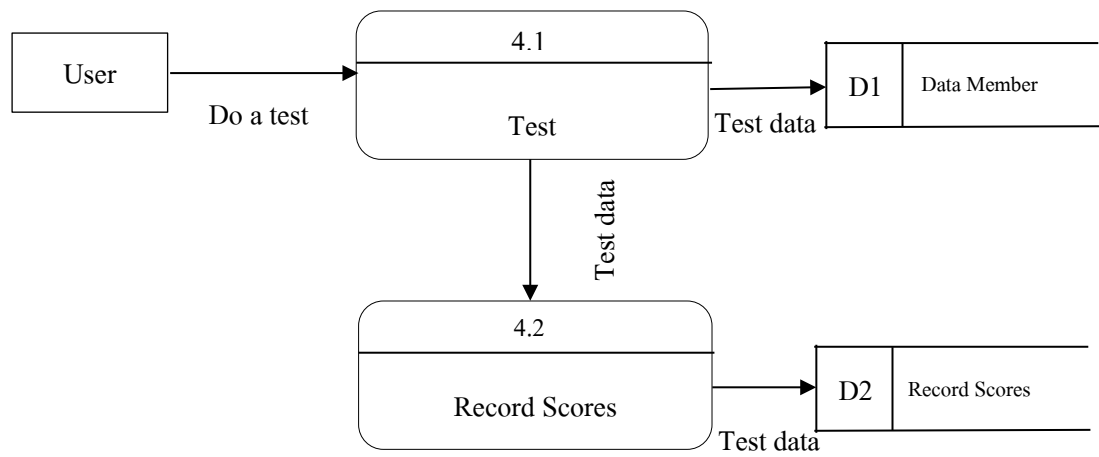 4.1
User
D1
Data Member
Do a test
Test
Test data
Test data
4.2
D2
Record Scores
Record Scores
Test data